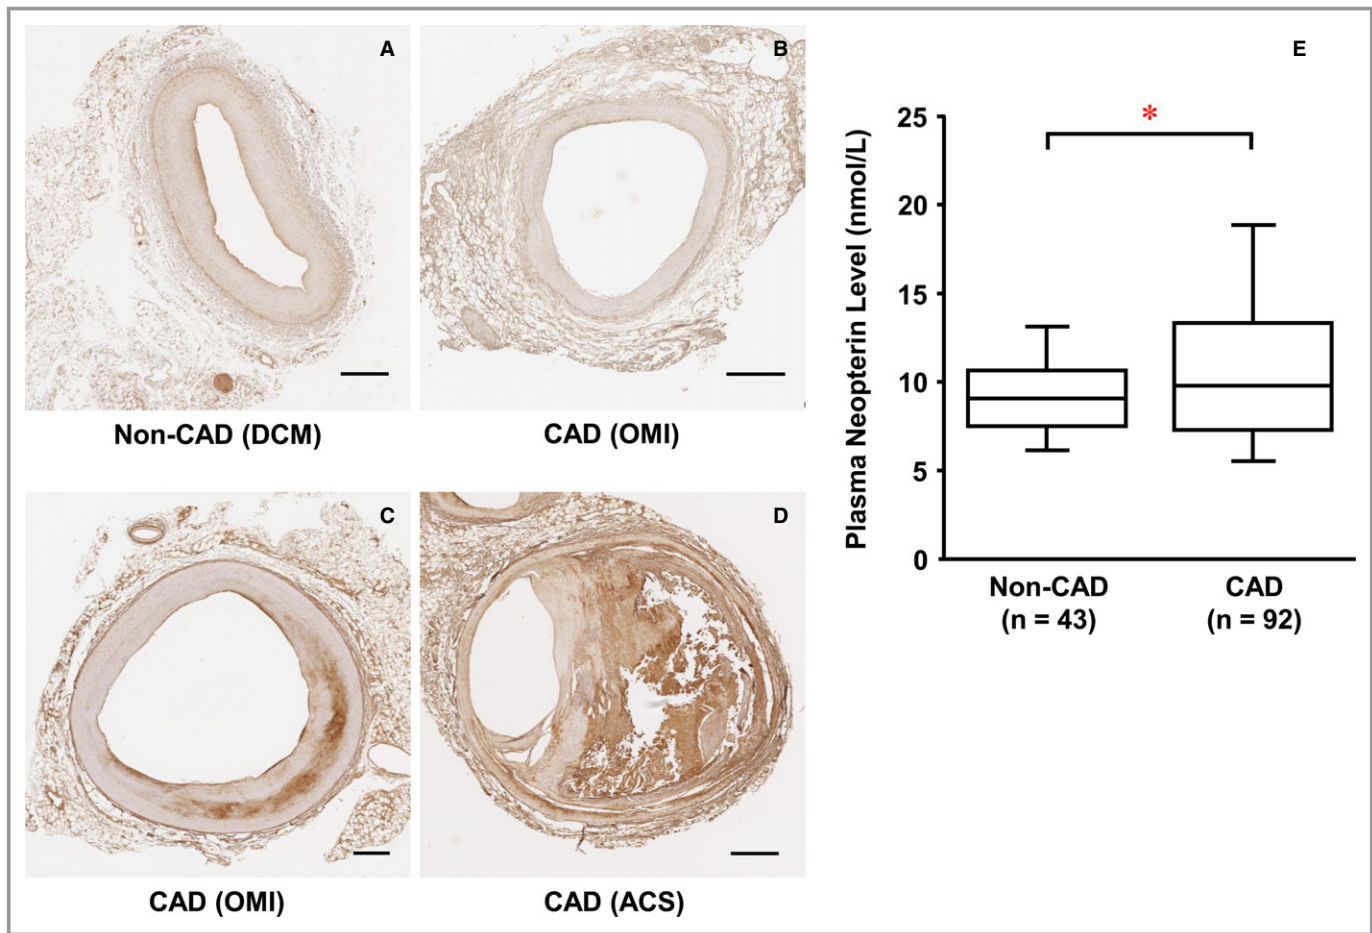 A
B
Non-CAD (DCM)
CAD (OMI)
C
D
CAD (OMI)
CAD (ACS)
E
*
Plasma Neopterin Level (nmol/L)
25
20
15
10
5
0
Non-CAD
(n = 43)
CAD
(n = 92)